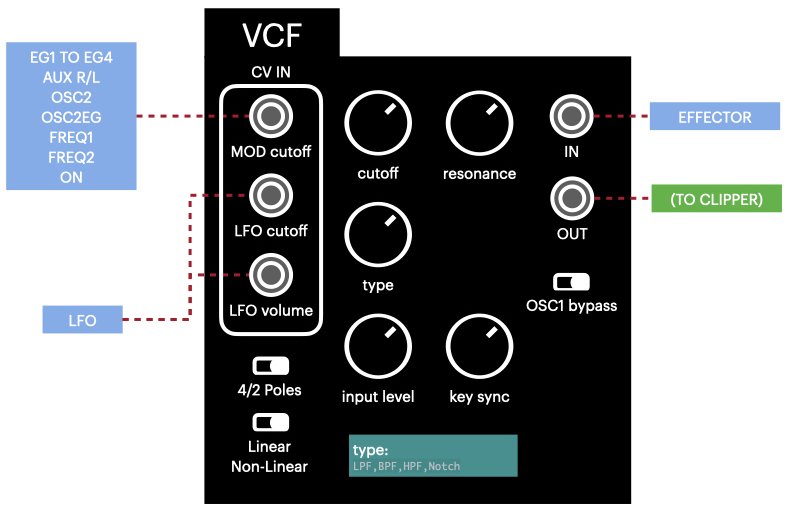 VCF
EG1 TO EG4
AUX R/L
OSC2
OSC2EG
FREQ1
FREQ2
ON
CV IN
MOD cutoff
LFO cutoff
LFO volume
LFO
4/2 Poles
Linear
Non-Linear
cutoff
resonance
type
input level
key sync
IN
OUT
OSC1 bypass
EFFECTOR
(TO CLIPPER)
type:
LPF,BPF,HPF,Notch